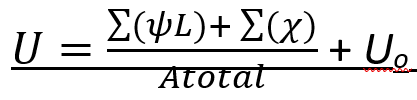 U = (∑(ψL)+ ∑(χ))/Atotal + Uo